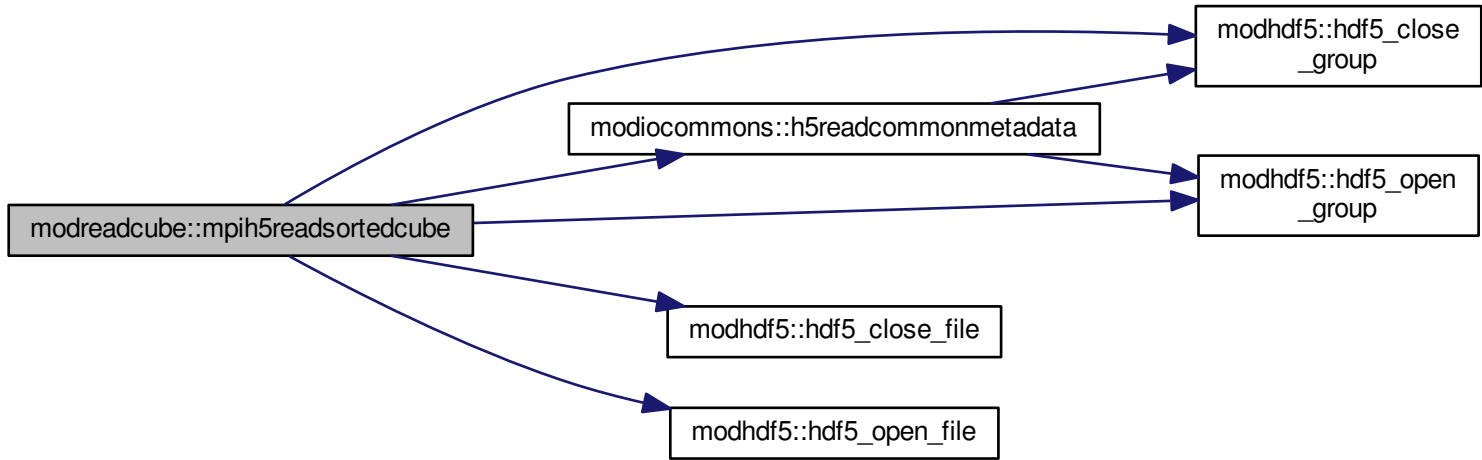 modhdf5::hdf5_close
_group
modiocommons::h5readcommonmetadata
modhdf5::hdf5_open
_group
modreadcube::mpih5readsortedcube
modhdf5::hdf5_close_file
modhdf5::hdf5_open_file